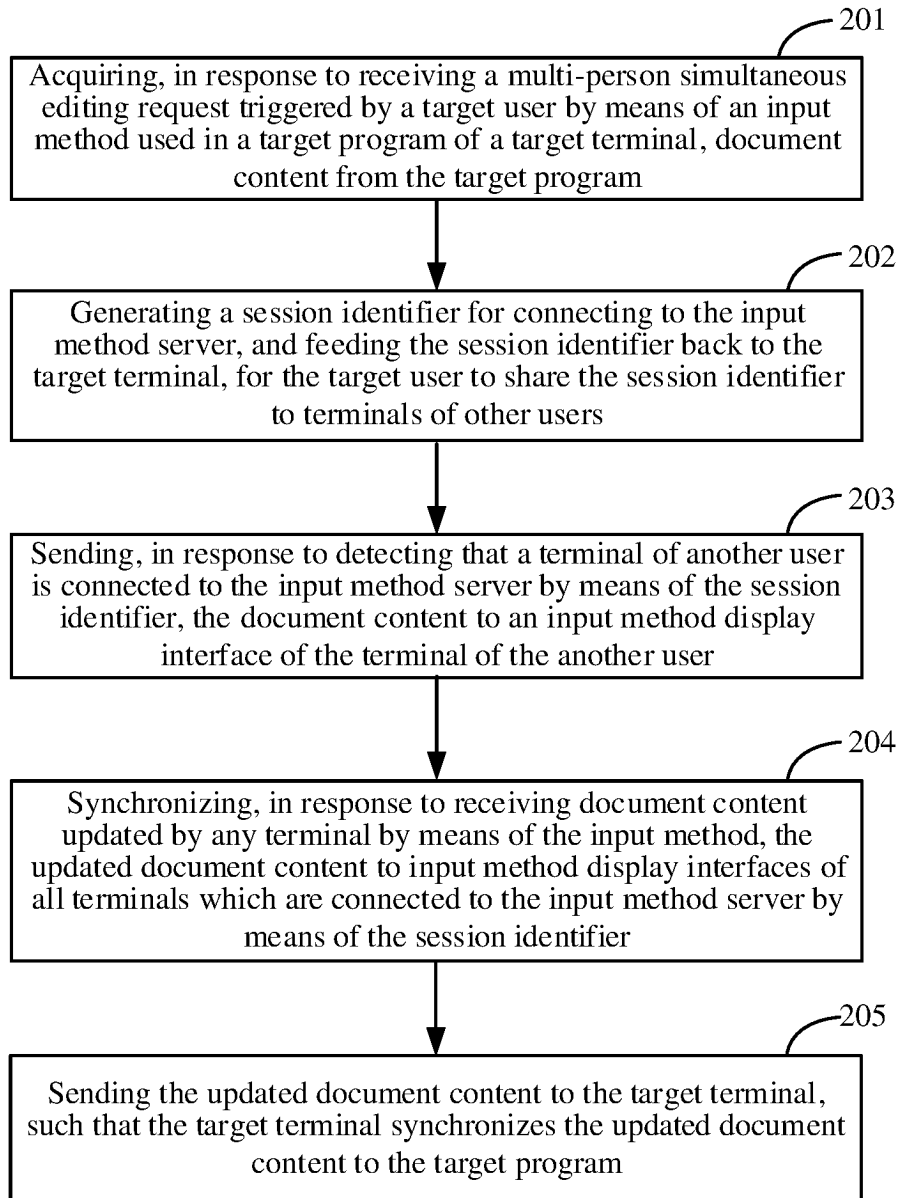 201
Acquiring, in response to receiving a multi-person simultaneous
editing request triggered by a target user by means of an input
method used in a target program of a target terminal, document
content from the target program
202
Generating a session identifier for connecting to the input
method server, and feeding the session identifier back to the
target terminal, for the target user to share the session identifier
to terminals of other users
203
Sending, in response to detecting that a terminal of another user
is connected to the input method server by means of the session
identifier, the document content to an input method display
interface of the terminal of the another user
204
Synchronizing, in response to receiving document content
updated by any terminal by means of the input method, the
updated document content to input method display interfaces of
all terminals which are connected to the input method server by
means of the session identifier
205
Sending the updated document content to the target terminal,
such that the target terminal synchronizes the updated document
content to the target program